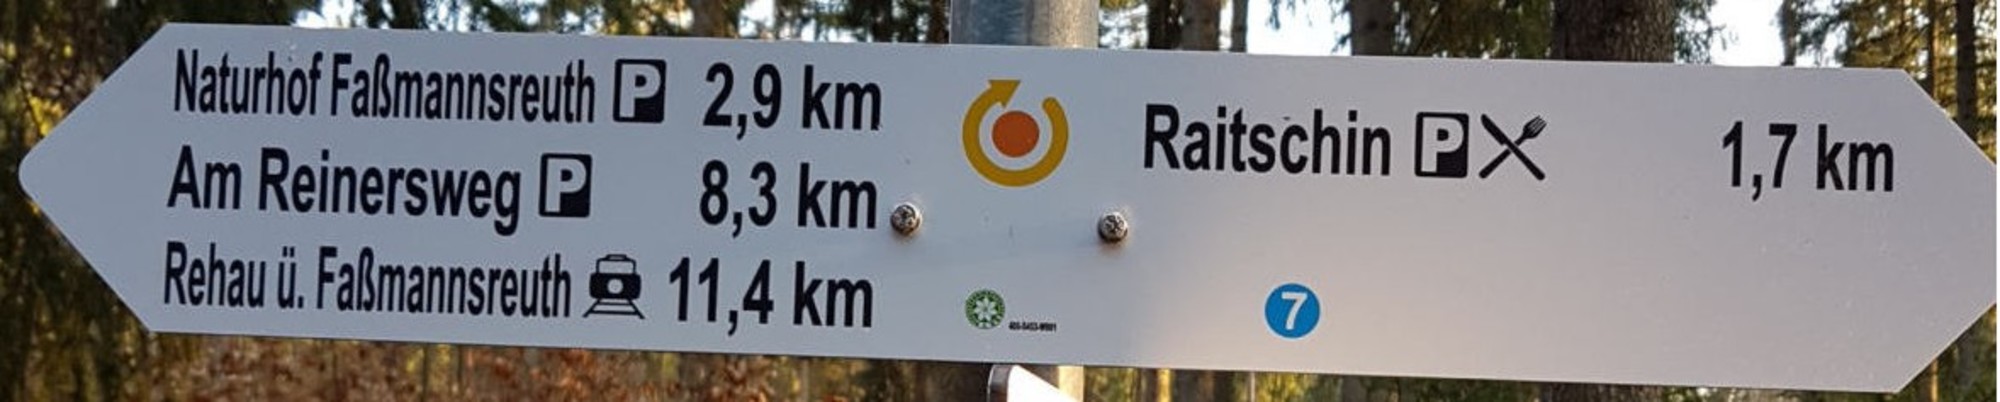 Naturhof Faßmannsreuth P 2,9 km
Am Reinersweg P 8,3 km
Rehau ü. Faßmannsreuth 11,4 km
Raitschin P 1,7 km
7